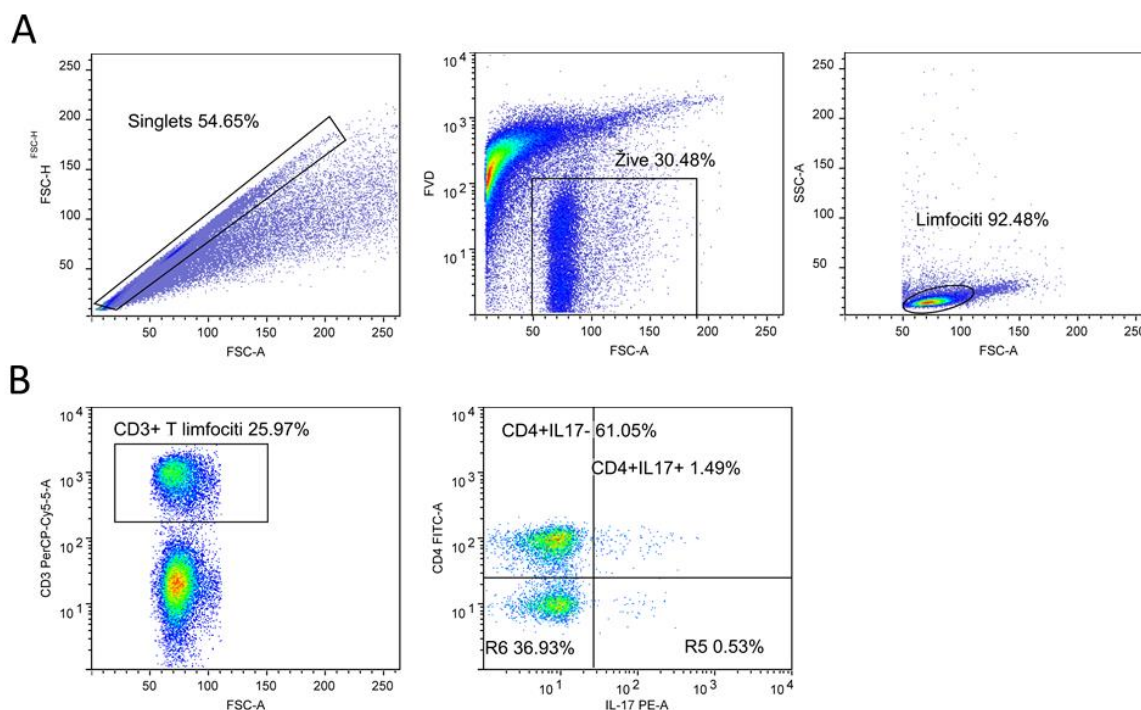 A
250
200
150
100
50
FSC-H
FSC-H
Singlets 54.65%
50
100
150
200
250
FSC-A
10^4
10^3
10^2
10^1
FVD
Žive 30.48%
50
100
150
200
250
FSC-A
250
200
150
100
50
SSC-A
Limfociti 92.48%
50
100
150
200
250
FSC-A
B
10^4
10^3
10^2
10^1
CD3 PerCP-Cy5-5-A
CD3+ T limfociti 25.97%
50
100
150
200
250
FSC-A
10^4
10^3
10^2
10^1
CD4 FITC-A
CD4+IL17- 61.05%
CD4+IL17+ 1.49%
R6 36.93%
R5 0.53%
10^1
10^2
10^3
10^4
IL-17 PE-A